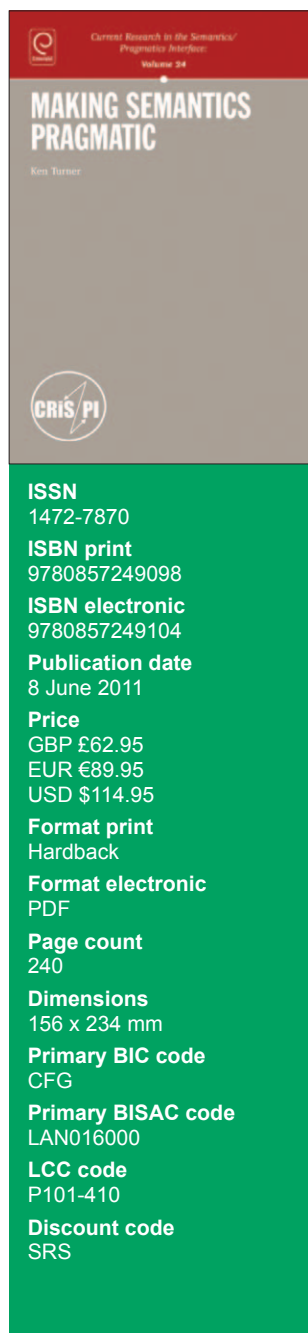 Current Research in the Semantics/
Pragmatics Interface:
Volume 24
Emerald
MAKING SEMANTICS
PRAGMATIC
Ken Turner
CRiS/PI
ISSN
1472-7870
ISBN print
9780857249098
ISBN electronic
9780857249104
Publication date
8 June 2011
Price
GBP £62.95
EUR €89.95
USD $114.95
Format print
Hardback
Format electronic
PDF
Page count
240
Dimensions
156 x 234 mm
Primary BIC code
CFG
Primary BISAC code
LAN016000
LCC code
P101-410
Discount code
SRS